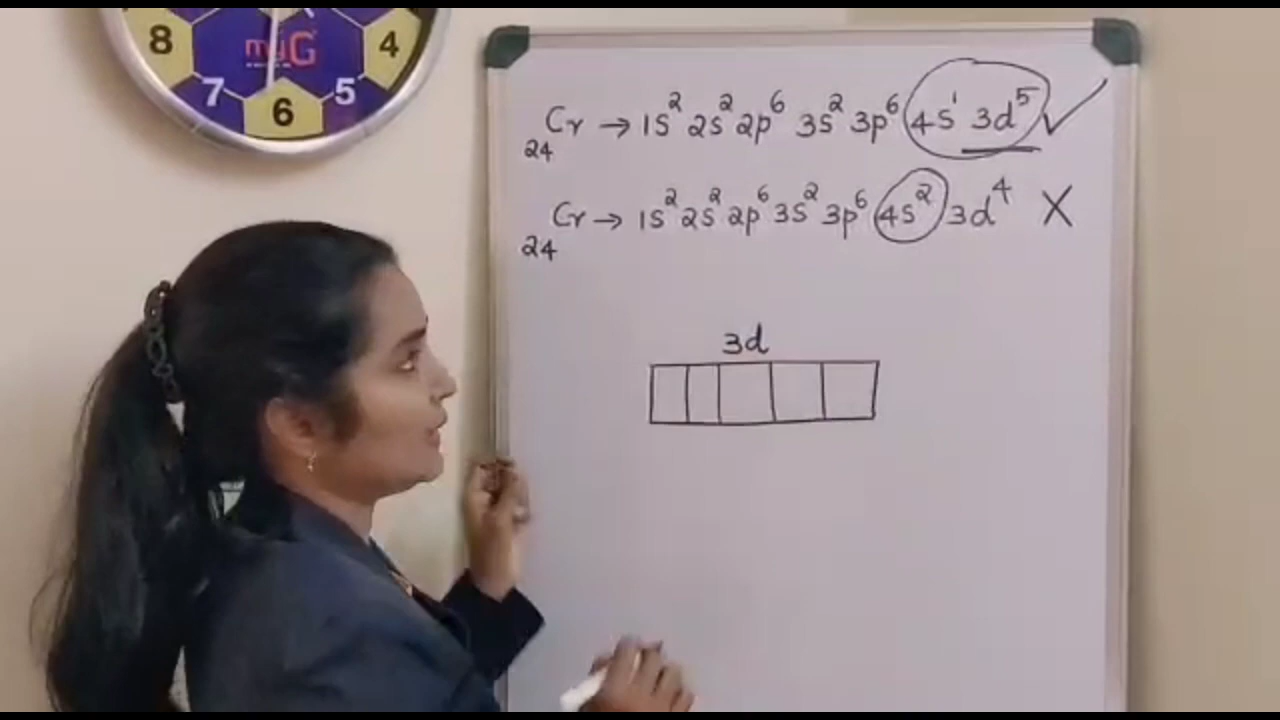 8 myG 4
7 5
6
₂₄Cr → 1s² 2s² 2p⁶ 3s² 3p⁶ 4s¹ 3d⁵ ✓
₂₄Cr → 1s² 2s² 2p⁶ 3s² 3p⁶ 4s² 3d⁴ X
3d